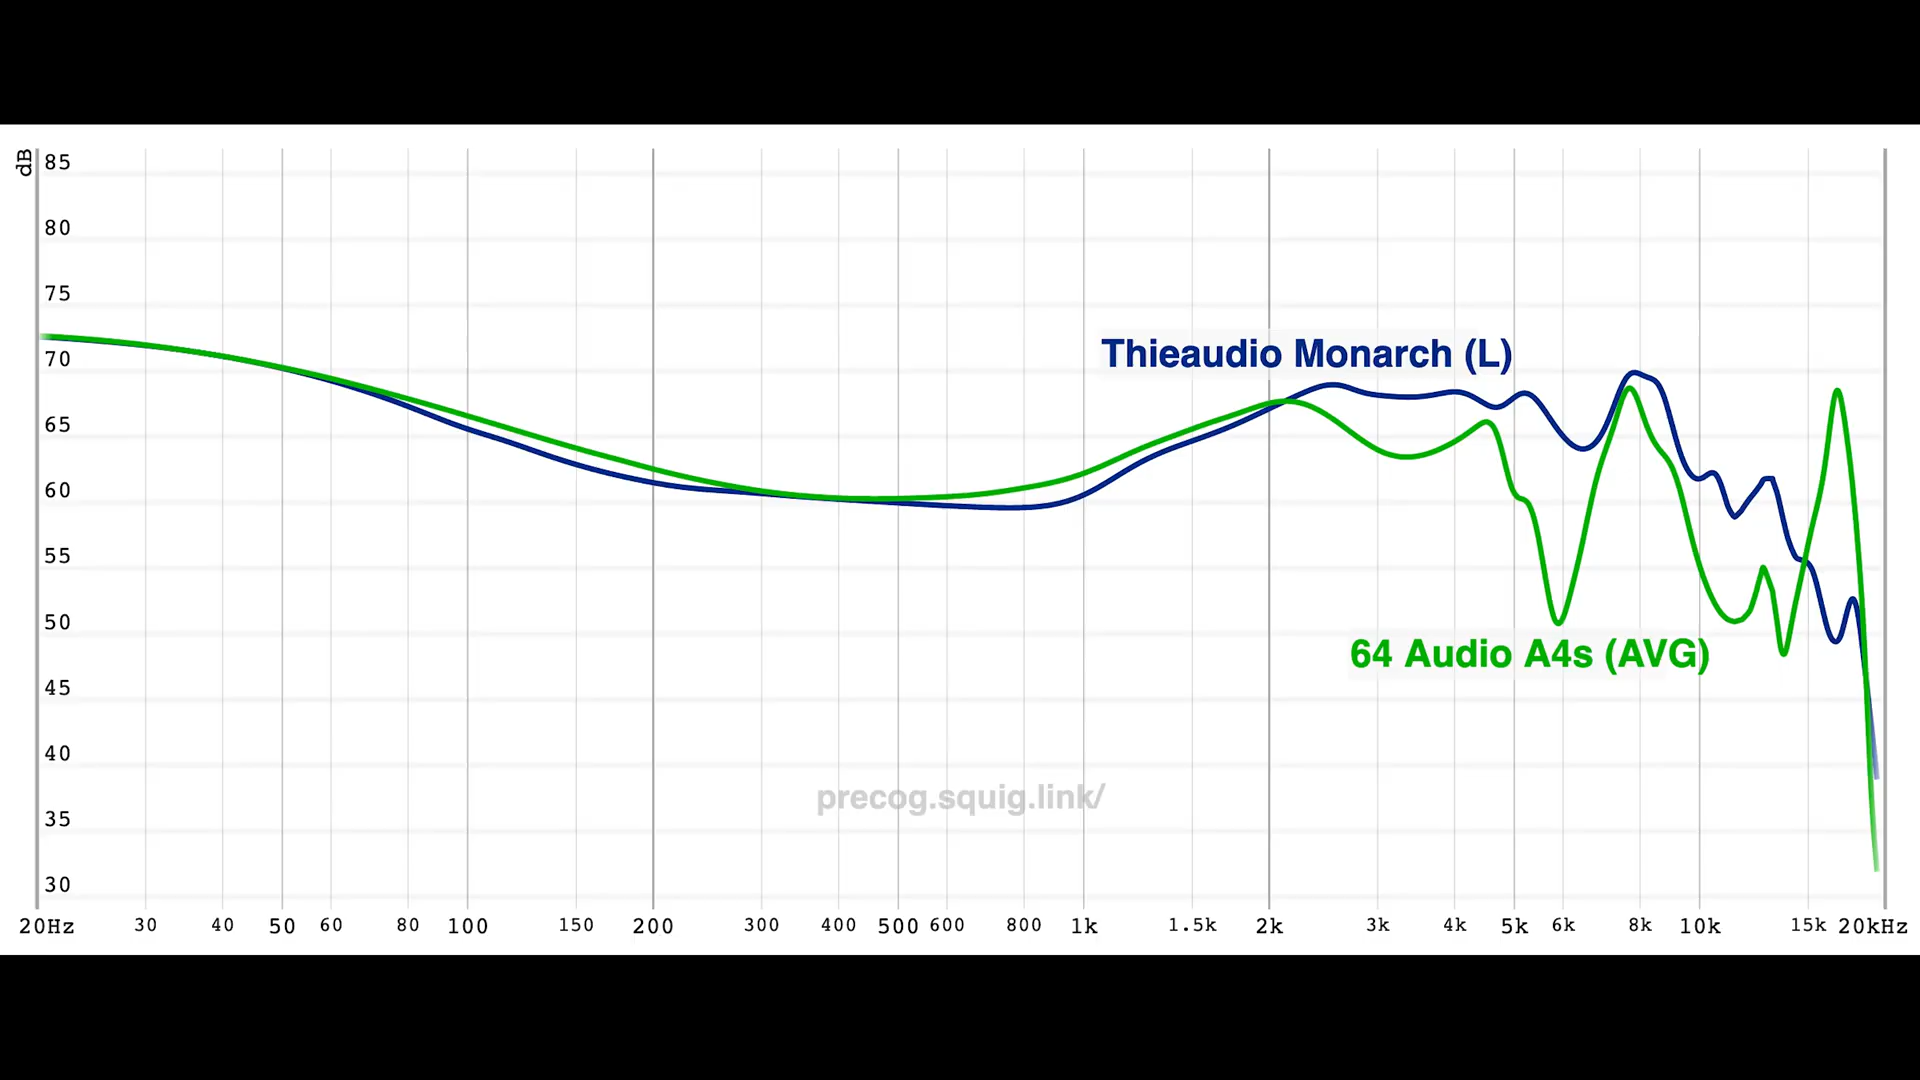 dB
85
80
75
70
65
60
55
50
45
40
35
30
Thieaudio Monarch (L)
64 Audio A4s (AVG)
precog.squig.link/
20Hz 30 40 50 60 80 100 150 200 300 400 500 600 800 1k 1.5k 2k 3k 4k 5k 6k 8k 10k 15k 20kHz